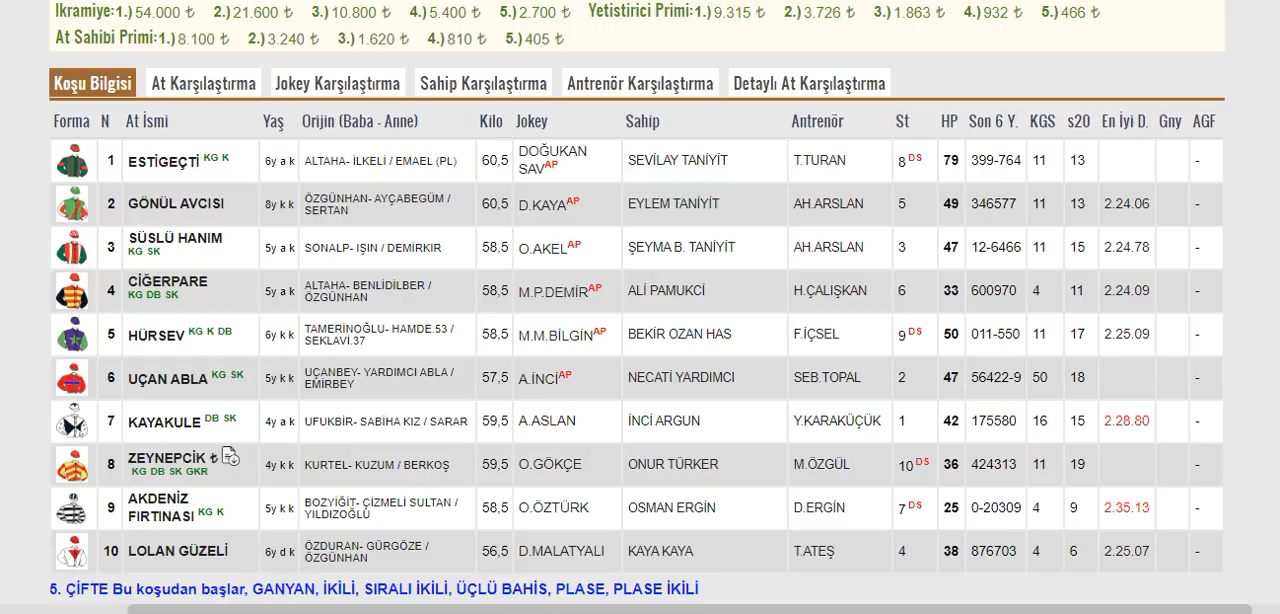 Ikramiye:1.)54.000 ₺ 2.)21.600 ₺ 3.)10.800 ₺ 4.)5.400 ₺ 5.)2.700 ₺ Yetistirici Primi:1.)9.315 ₺ 2.)3.726 ₺ 3.)1.863 ₺ 4.)932 ₺ 5.)466 ₺
At Sahibi Primi:1.)8.100 ₺ 2.)3.240 ₺ 3.)1.620 ₺ 4.)810 ₺ 5.)405 ₺
Koşu Bilgisi At Karşılaştırma Jokey Karşılaştırma Sahip Karşılaştırma Antrenör Karşılaştırma Detaylı At Karşılaştırma
Forma N At İsmi Yaş Orijin (Baba - Anne) Kilo Jokey Sahip Antrenör St HP Son 6 Y. KGS s20 En İyi D. Gny AGF
1 ESTİGEÇTİ KG K 6y a k ALTAHA- İLKELİ / EMAEL (PL) 60,5 DOĞUKAN SAV AP SEVİLAY TANİYİT T.TURAN 8 DS 79 399-764 11 13 -
2 GÖNÜL AVCISI 8y k k ÖZGÜNHAN- AYÇABEGÜM / SERTAN 60,5 D.KAYA AP EYLEM TANİYİT AH.ARSLAN 5 49 346577 11 13 2.24.06 -
3 SÜSLÜ HANIM KG SK 5y a k SONALP- IŞIN / DEMİRKIR 58,5 O.AKEL AP ŞEYMA B. TANİYİT AH.ARSLAN 3 47 12-6466 11 15 2.24.78 -
4 CİĞERPARE KG DB SK 5y a k ALTAHA- BENLİDİLBER / ÖZGÜNHAN 58,5 M.P.DEMİR AP ALİ PAMUKCİ H.ÇALIŞKAN 6 33 600970 4 11 2.24.09 -
5 HÜRSEV KG K DB 6y k k TAMERİNOĞLU- HAMDE.53 / SEKLAVİ.37 58,5 M.M.BİLGİN AP BEKİR OZAN HAS F.İÇSEL 9 DS 50 011-550 11 17 2.25.09 -
6 UÇAN ABLA KG SK 5y k k UÇANBEY- YARDIMCI ABLA / EMİRBEY 57,5 A.İNCİ AP NECATİ YARDIMCI SEB.TOPAL 2 47 56422-9 50 18 -
7 KAYAKULE DB SK 4y a k UFUKBİR- SABİHA KIZ / SARAR 59,5 A.ASLAN İNCİ ARGUN Y.KARAKÜÇÜK 1 42 175580 16 15 2.28.80 -
8 ZEYNEPCİK ₺ KG DB SK GKR 4y k k KURTEL- KUZUM / BERKOŞ 59,5 O.GÖKÇE ONUR TÜRKER M.ÖZGÜL 10 DS 36 424313 11 19 -
9 AKDENİZ FIRTINASI KG K 5y k k BOZYİĞİT- ÇİZMELİ SULTAN / YILDIZOĞLU 58,5 O.ÖZTÜRK OSMAN ERGİN D.ERGİN 7 DS 25 0-20309 4 9 2.35.13 -
10 LOLAN GÜZELİ 6y d k ÖZDURAN- GÜRGÖZE / ÖZGÜNHAN 56,5 D.MALATYALI KAYA KAYA T.ATEŞ 4 38 876703 4 6 2.25.07 -
5. ÇİFTE Bu koşudan başlar, GANYAN, İKİLİ, SIRALI İKİLİ, ÜÇLÜ BAHİS, PLASE, PLASE İKİLİ